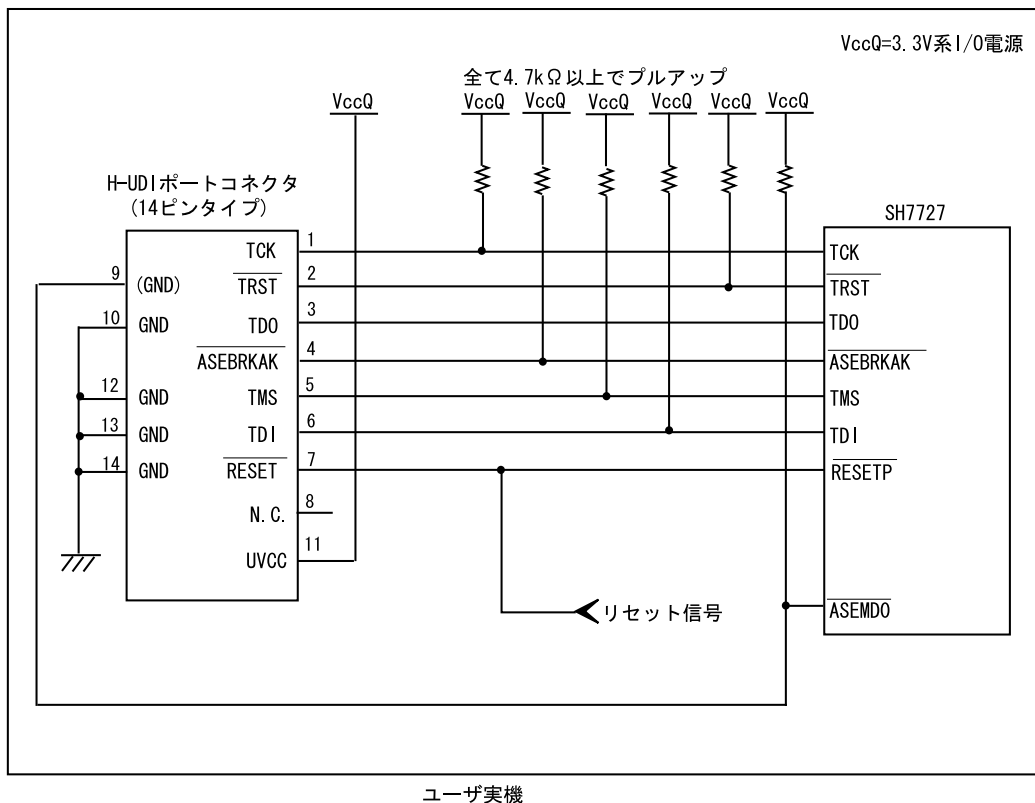 VccQ=3.3V系I/O電源
全て4.7kΩ以上でプルアップ
VccQ
VccQ
VccQ
VccQ
VccQ
VccQ
VccQ
H-UDIポートコネクタ
(14ピンタイプ)
SH7727
TCK
1
TCK
9
(GND)
TRST
2
TRST
10
GND
TDO
3
TDO
ASEBRKAK
4
ASEBRKAK
12
GND
TMS
5
TMS
13
GND
TDI
6
TDI
14
GND
RESET
7
RESETP
N.C.
8
UVCC
11
リセット信号
ASEMD0
ユーザ実機